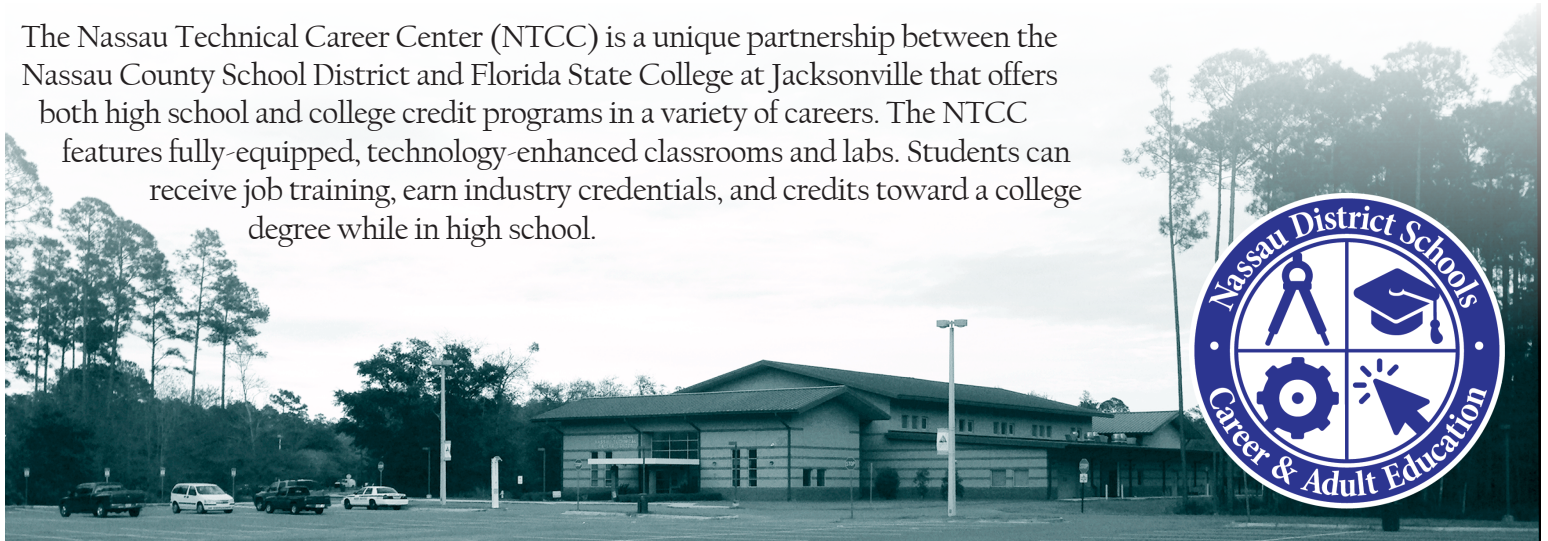 The Nassau Technical Career Center (NTCC) is a unique partnership between the
Nassau County School District and Florida State College at Jacksonville that offers
both high school and college credit programs in a variety of careers. The NTCC
features fully-equipped, technology-enhanced classrooms and labs. Students can
receive job training, earn industry credentials, and credits toward a college
degree while in high school.
Nassau District Schools
Career & Adult Education